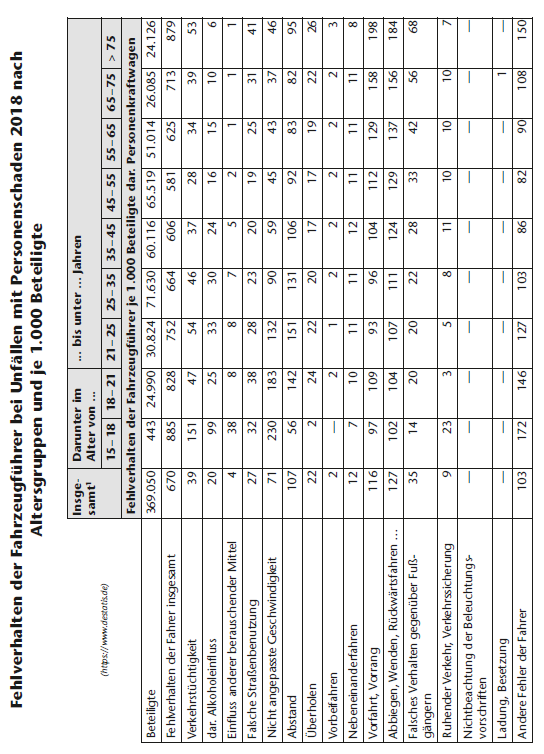 Fehlverhalten der Fahrzeugführer bei Unfällen mit Personenschaden 2018 nach
Altersgruppen und je 1.000 Beteiligte
(https://www.destatis.de)
Insge- Darunter im ... bis unter ... Jahren
samt¹ Alter von ...
15–18 18–21 21–25 25–35 35–45 45–55 55–65 65–75 > 75
Fehlverhalten der Fahrzeugführer je 1.000 Beteiligte dar. Personenkraftwagen
Beteiligte 369.050 443 24.990 30.824 71.630 60.116 65.519 51.014 26.085 24.126
Fehlverhalten der Fahrer insgesamt 670 885 828 752 664 606 581 625 713 879
Verkehrstüchtigkeit 39 151 47 54 46 37 28 34 39 53
dar. Alkoholeinfluss 20 99 25 33 30 24 16 15 10 6
Einfluss anderer berauschender Mittel 4 38 8 8 7 5 2 1 1 1
Falsche Straßenbenutzung 27 32 38 28 23 20 19 25 31 41
Nicht angepasste Geschwindigkeit 71 230 183 132 90 59 45 43 37 46
Abstand 107 56 142 151 131 106 92 83 82 95
Überholen 22 2 24 22 20 17 17 19 22 26
Vorbeifahren 2 — 1 2 2 2 2 2 3
Nebeneinanderfahren 12 7 10 11 11 12 11 11 11 8
Vorfahrt, Vorrang 116 97 109 93 96 104 112 129 158 198
Abbiegen, Wenden, Rückwärtsfahren ... 127 102 104 107 111 124 129 137 156 184
Falsches Verhalten gegenüber Fuß- 35 14 20 20 22 28 33 42 56 68
gängern
Ruhender Verkehr, Verkehrssicherung 9 23 3 5 8 11 10 10 10 7
Nichtbeachtung der Beleuchtungs- — — — — — — — — — —
vorschriften
Ladung, Besetzung — — — — — — — — 1 —
Andere Fehler der Fahrer 103 172 146 127 103 86 82 90 108 150